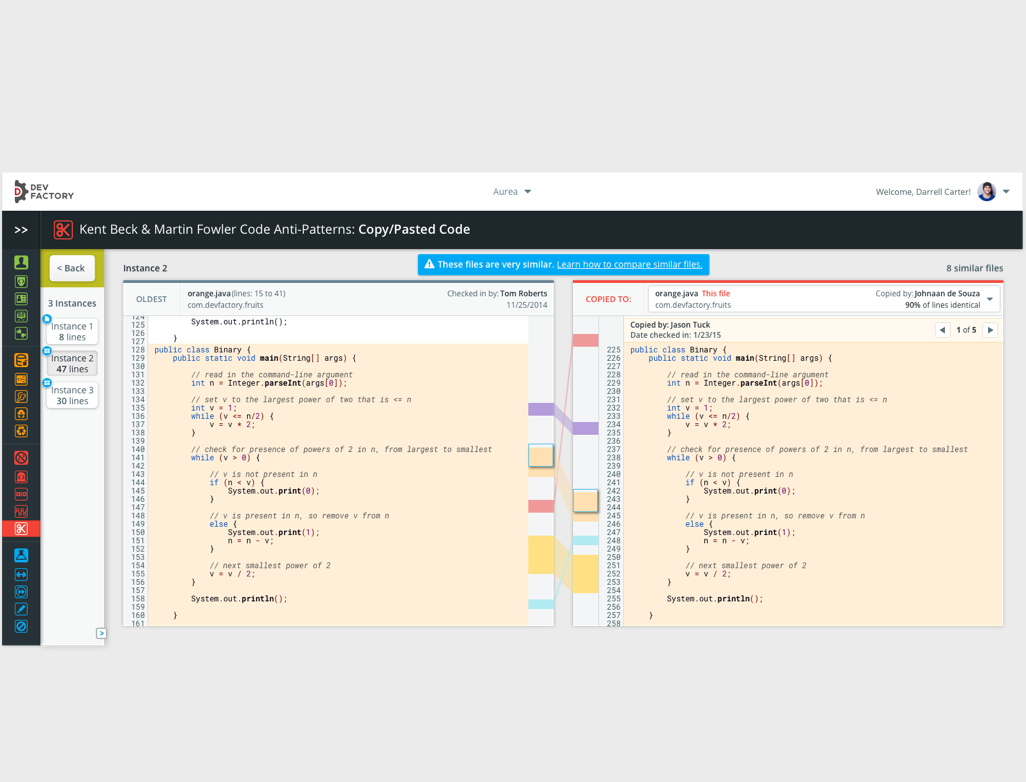 DEV
FACTORY
Aurea
Welcome, Darrell Carter!
>>
Kent Beck & Martin Fowler Code Anti-Patterns: Copy/Pasted Code
< Back
3 Instances
Instance 1
8 lines
Instance 2
47 lines
Instance 3
30 lines
>
Instance 2
These files are very similar. Learn how to compare similar files.
8 similar files
OLDEST
orange.java(lines: 15 to 41)
com.devfactory.fruits
Checked in by: Tom Roberts
11/25/2014
124
125 System.out.println();
126
127 }
128 public class Binary {
129 public static void main(String[] args) {
130
131 // read in the command-line argument
132 int n = Integer.parseInt(args[0]);
133
134 // set v to the largest power of two that is <= n
135 int v = 1;
136 while (v <= n/2) {
137 v = v * 2;
138 }
139
140 // check for presence of powers of 2 in n, from largest to smallest
141 while (v > 0) {
142
143 // v is not present in n
144 if (n < v) {
145 System.out.print(0);
146 }
147
148 // v is present in n, so remove v from n
149 else {
150 System.out.print(1);
151 n = n - v;
152 }
153
154 // next smallest power of 2
155 v = v / 2;
156 }
157
158 System.out.println();
159
160 }
161
COPIED TO:
orange.java This file
com.devfactory.fruits
Copied by: Johnaan de Souza
90% of lines identical
Copied by: Jason Tuck
Date checked in: 1/23/15
1 of 5
225 public class Binary {
226 public static void main(String[] args) {
227
228 // read in the command-line argument
229 int n = Integer.parseInt(args[0]);
230
231 // set v to the largest power of two that is <= n
232 int v = 1;
233 while (v <= n/2) {
234 v = v * 2;
235 }
236
237 // check for presence of powers of 2 in n, from largest to smallest
238 while (v > 0) {
239
240 // v is not present in n
241 if (n < v) {
242 System.out.print(0);
243 }
244
245 // v is present in n, so remove v from n
246 else {
247 System.out.print(1);
248 n = n - v;
249 }
250
251 // next smallest power of 2
252 v = v / 2;
253 }
254
255 System.out.println();
256
257 }
258